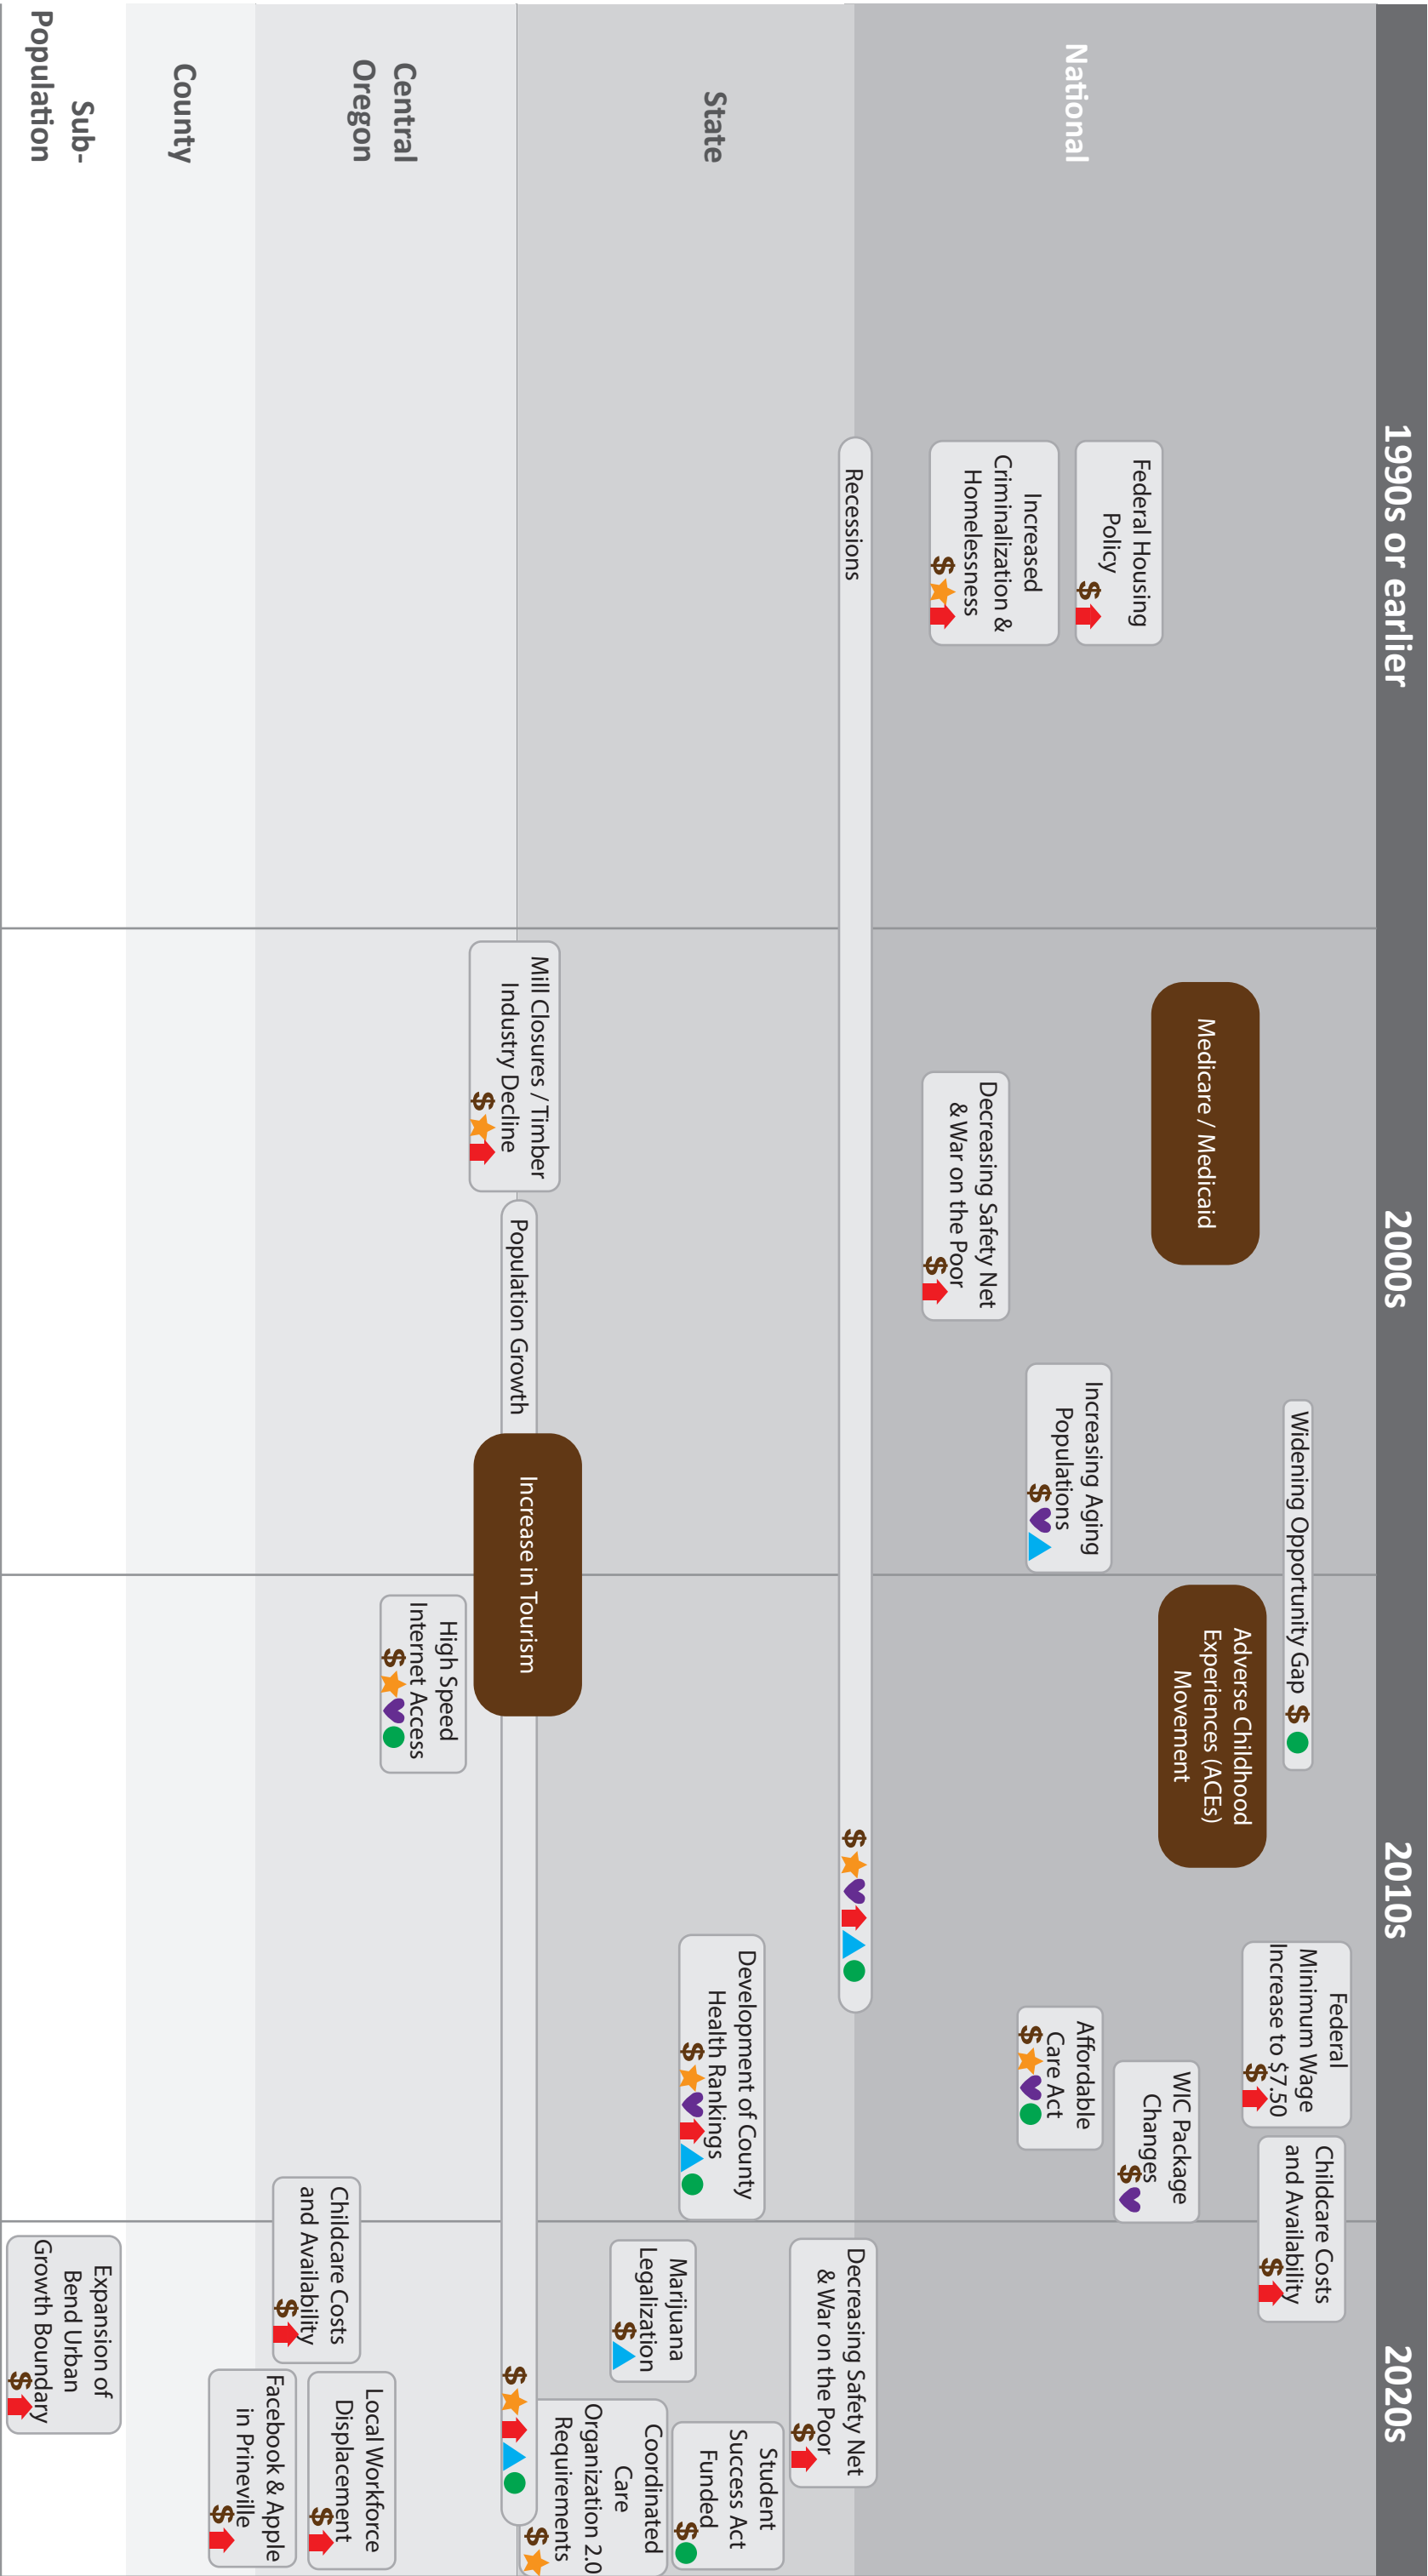 1990s or earlier
2000s
2010s
2020s
National
Federal Housing
Policy
$
Increased
Criminalization &
Homelessness
$
Medicare / Medicaid
Decreasing Safety Net
& War on the Poor
$
Increasing Aging
Populations
$
Widening Opportunity Gap $
Adverse Childhood
Experiences (ACEs)
Movement
Federal
Minimum Wage
Increase to $7.50
$
Childcare Costs
and Availability
$
WIC Package
Changes
$
Affordable
Care Act
$
Recessions
$
State
Decreasing Safety Net
& War on the Poor
$
Development of County
Health Rankings
$
Student
Success Act
Funded
$
Marijuana
Legalization
$
Coordinated
Care
Organization 2.0
Requirements
$
Mill Closures / Timber
Industry Decline
$
Population Growth
$
Increase in Tourism
Central
Oregon
High Speed
Internet Access
$
Childcare Costs
and Availability
$
Local Workforce
Displacement
$
Facebook & Apple
in Prineville
$
County
Sub-
Population
Expansion of
Bend Urban
Growth Boundary
$